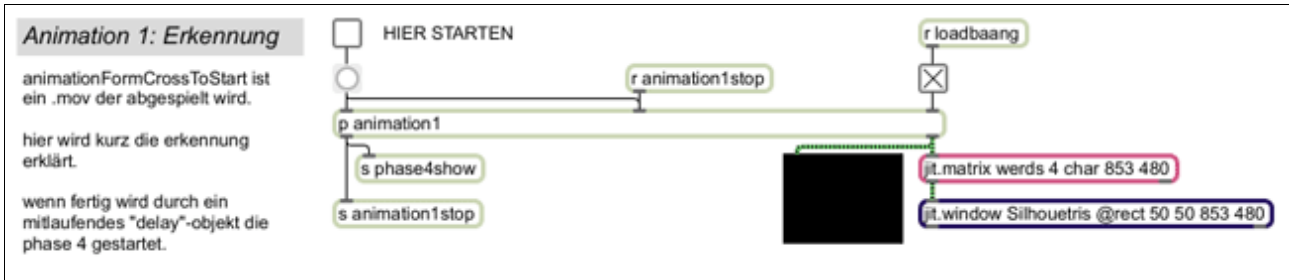 Animation 1: Erkennung
animationFormCrossToStart ist
ein .mov der abgespielt wird.
hier wird kurz die erkennung
erklärt.
wenn fertig wird durch ein
mitlaufendes "delay"-objekt die
phase 4 gestartet.
HIER STARTEN
r loadbaang
r animation1stop
p animation1
s phase4show
s animation1stop
jit.matrix werds 4 char 853 480
jit.window Silhouetris @rect 50 50 853 480